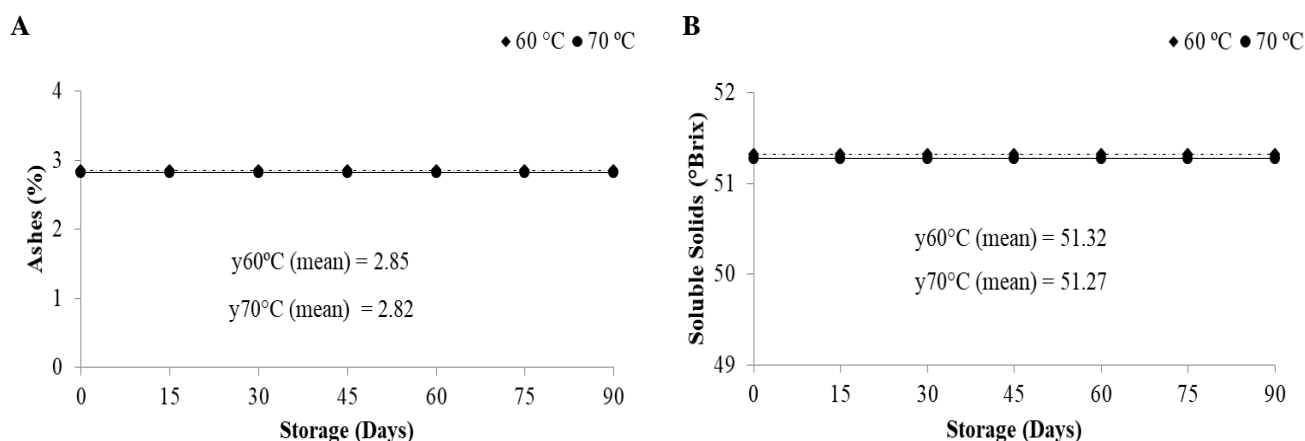 A
◆ 60 °C ● 70 ºC
4
3
2
1
0
Ashes (%)
y60ºC (mean) = 2.85
y70°C (mean) = 2.82
0 15 30 45 60 75 90
Storage (Days)
B
◆ 60 ºC ● 70 ºC
52
51
50
49
Soluble Solids (°Brix)
y60°C (mean) = 51.32
y70°C (mean) = 51.27
0 15 30 45 60 75 90
Storage (Days)